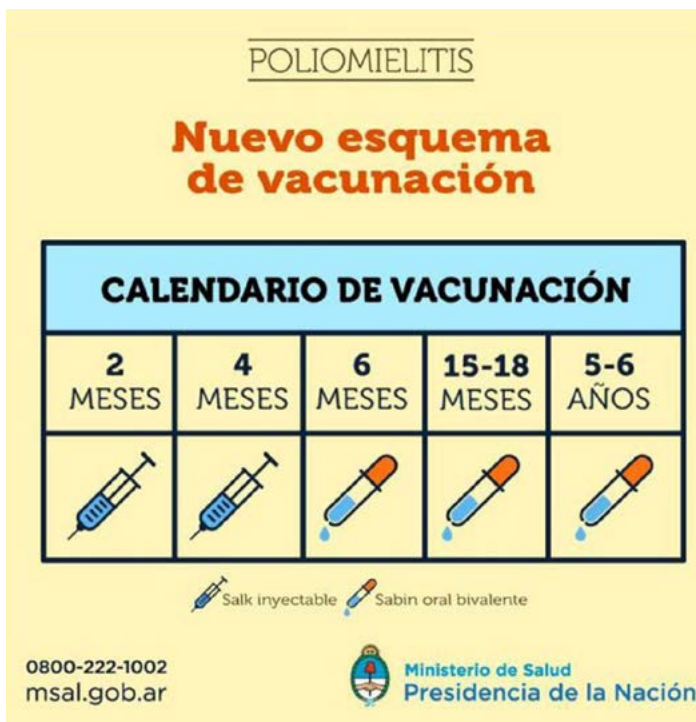 POLIOMIELITIS
Nuevo esquema
de vacunación
CALENDARIO DE VACUNACIÓN
2
MESES
4
MESES
6
MESES
15-18
MESES
5-6
AÑOS
Salk inyectable
Sabin oral bivalente
0800-222-1002
msal.gob.ar
Ministerio de Salud
Presidencia de la Nación